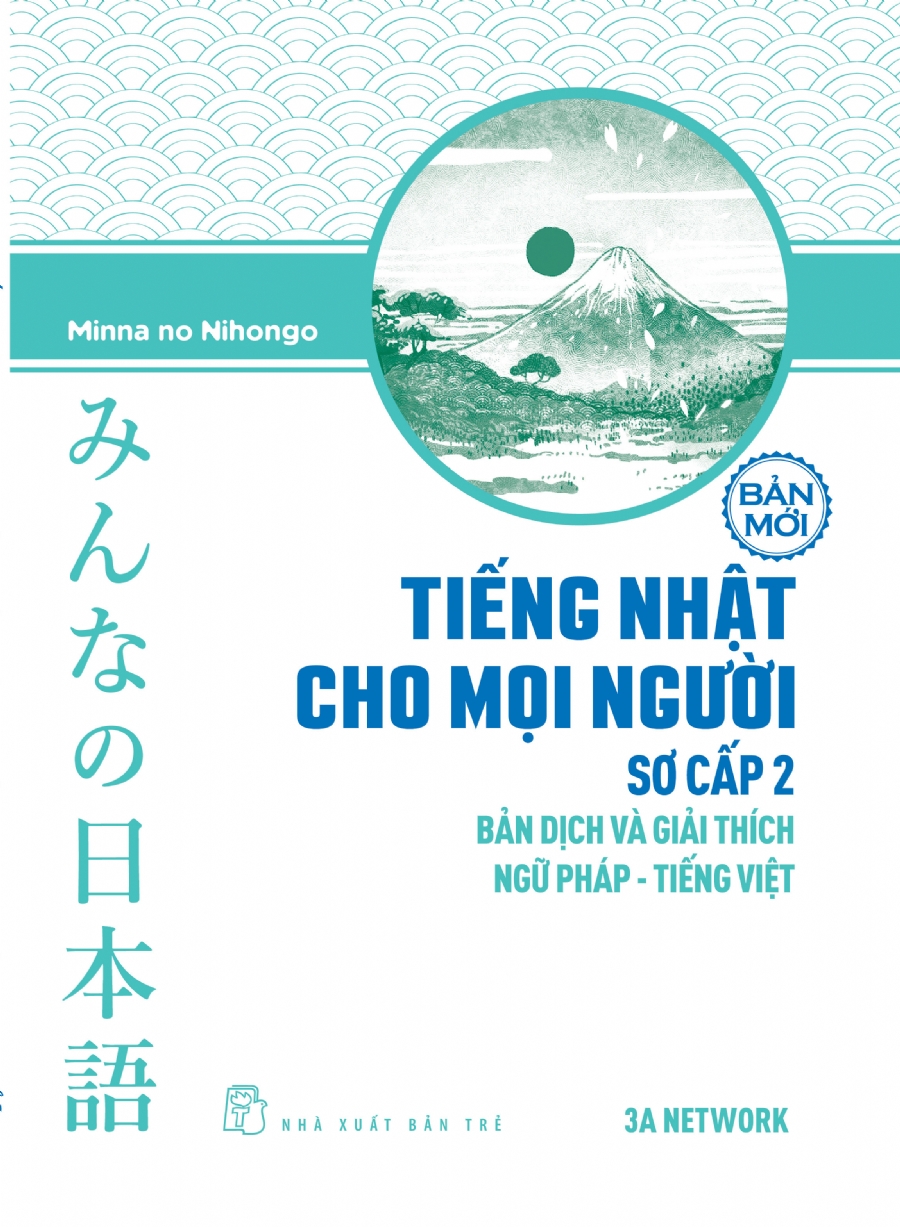 Minna no Nihongo
みんなの日本語
BẢN
MỚI
TIẾNG NHẬT
CHO MỌI NGƯỜI
SƠ CẤP 2
BẢN DỊCH VÀ GIẢI THÍCH
NGỮ PHÁP - TIẾNG VIỆT
T
NHÀ XUẤT BẢN TRẺ
3A NETWORK